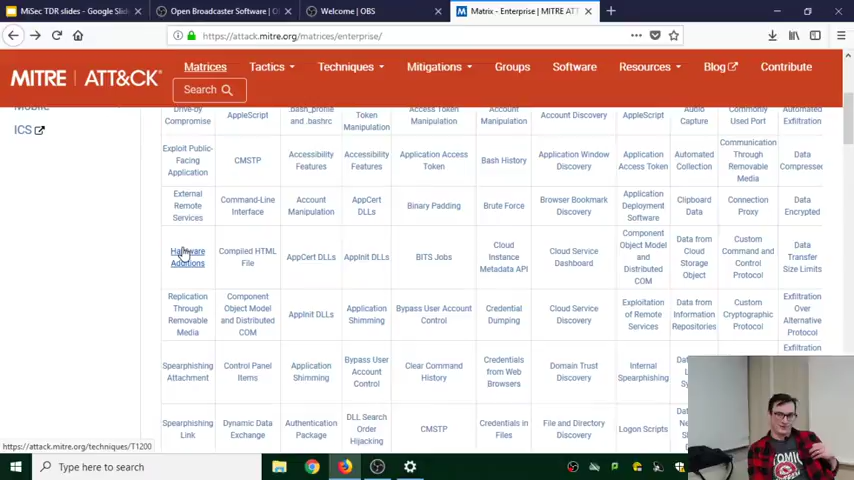 MiSec TDR slides - Google Slid
Open Broadcaster Software | O
Welcome | OBS
Matrix - Enterprise | MITRE ATT&
https://attack.mitre.org/matrices/enterprise/
MITRE | ATT&CK
Matrices
Tactics
Techniques
Mitigations
Groups
Software
Resources
Blog
Contribute
Search
Mobile
ICS
Drive-by
Compromise
AppleScript
.bash_profile
and .bashrc
Access Token
Manipulation
Account
Manipulation
Account Discovery
AppleScript
Audio
Capture
Commonly
Used Port
Automated
Exfiltration
Token
Manipulation
Exploit Public-
Facing
Application
CMSTP
Accessibility
Features
Accessibility
Features
Application Access
Token
Bash History
Application Window
Discovery
Application
Access Token
Automated
Collection
Communication
Through
Removable
Media
Data
Compressed
External
Remote
Services
Command-Line
Interface
Account
Manipulation
AppCert
DLLs
Binary Padding
Brute Force
Browser Bookmark
Discovery
Application
Deployment
Software
Clipboard
Data
Connection
Proxy
Data
Encrypted
Hardware
Additions
Compiled HTML
File
AppCert DLLs
AppInit DLLs
BITS Jobs
Cloud
Instance
Metadata API
Cloud Service
Dashboard
Component
Object Model
and
Distributed
COM
Data from
Cloud
Storage
Object
Custom
Command and
Control
Protocol
Data
Transfer
Size Limits
Replication
Through
Removable
Media
Component
Object Model
and Distributed
COM
AppInit DLLs
Application
Shimming
Bypass User Account
Control
Credential
Dumping
Cloud Service
Discovery
Exploitation
of Remote
Services
Data from
Information
Repositories
Custom
Cryptographic
Protocol
Exfiltration
Over
Alternative
Protocol
Spearphishing
Attachment
Control Panel
Items
Application
Shimming
Bypass
User
Account
Control
Clear Command
History
Credentials
from Web
Browsers
Domain Trust
Discovery
Internal
Spearphishing
Exfiltration
Spearphishing
Link
Dynamic Data
Exchange
Authentication
Package
DLL Search
Order
Hijacking
CMSTP
Credentials in
Files
File and Directory
Discovery
Logon Scripts
https://attack.mitre.org/techniques/T1200
Type here to search